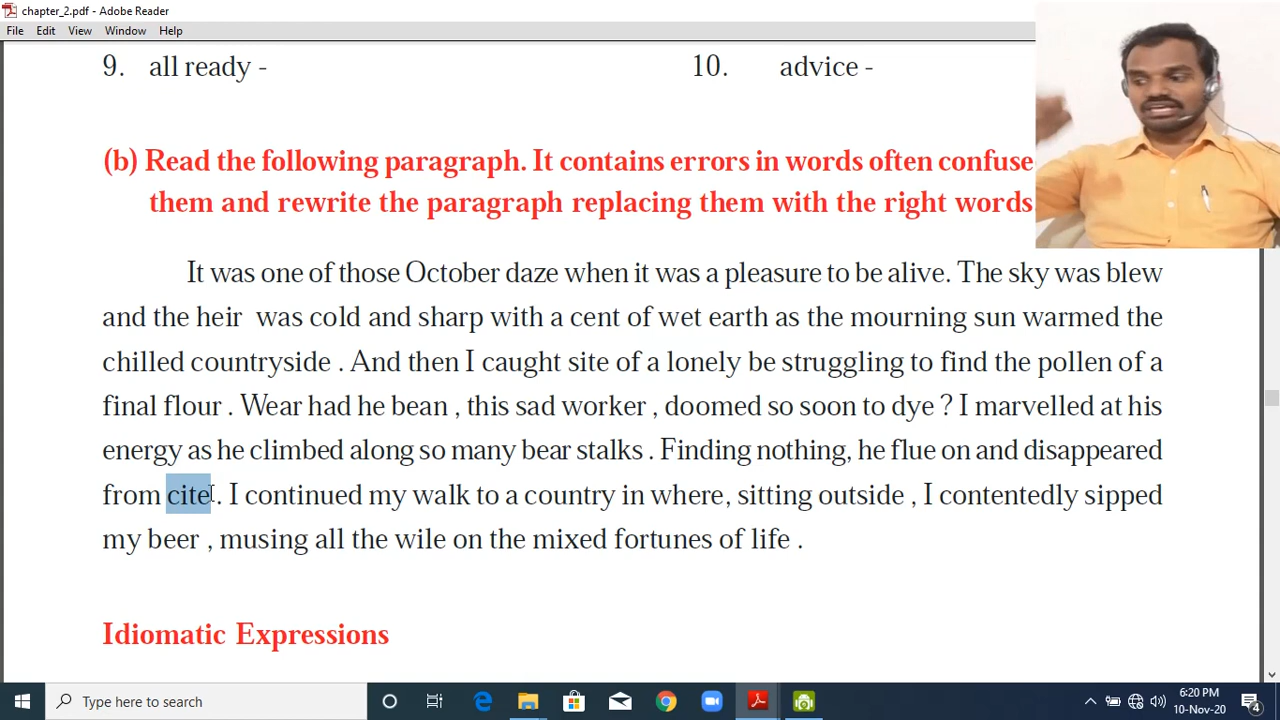 chapter_2.pdf - Adobe Reader
File Edit View Window Help
9. all ready - 10. advice -
(b) Read the following paragraph. It contains errors in words often confuse
them and rewrite the paragraph replacing them with the right words
It was one of those October daze when it was a pleasure to be alive. The sky was blew
and the heir was cold and sharp with a cent of wet earth as the mourning sun warmed the
chilled countryside . And then I caught site of a lonely be struggling to find the pollen of a
final flour . Wear had he bean , this sad worker , doomed so soon to dye ? I marvelled at his
energy as he climbed along so many bear stalks . Finding nothing, he flue on and disappeared
from cite . I continued my walk to a country in where, sitting outside , I contentedly sipped
my beer , musing all the wile on the mixed fortunes of life .
Idiomatic Expressions
Type here to search
6:20 PM
10-Nov-20
4